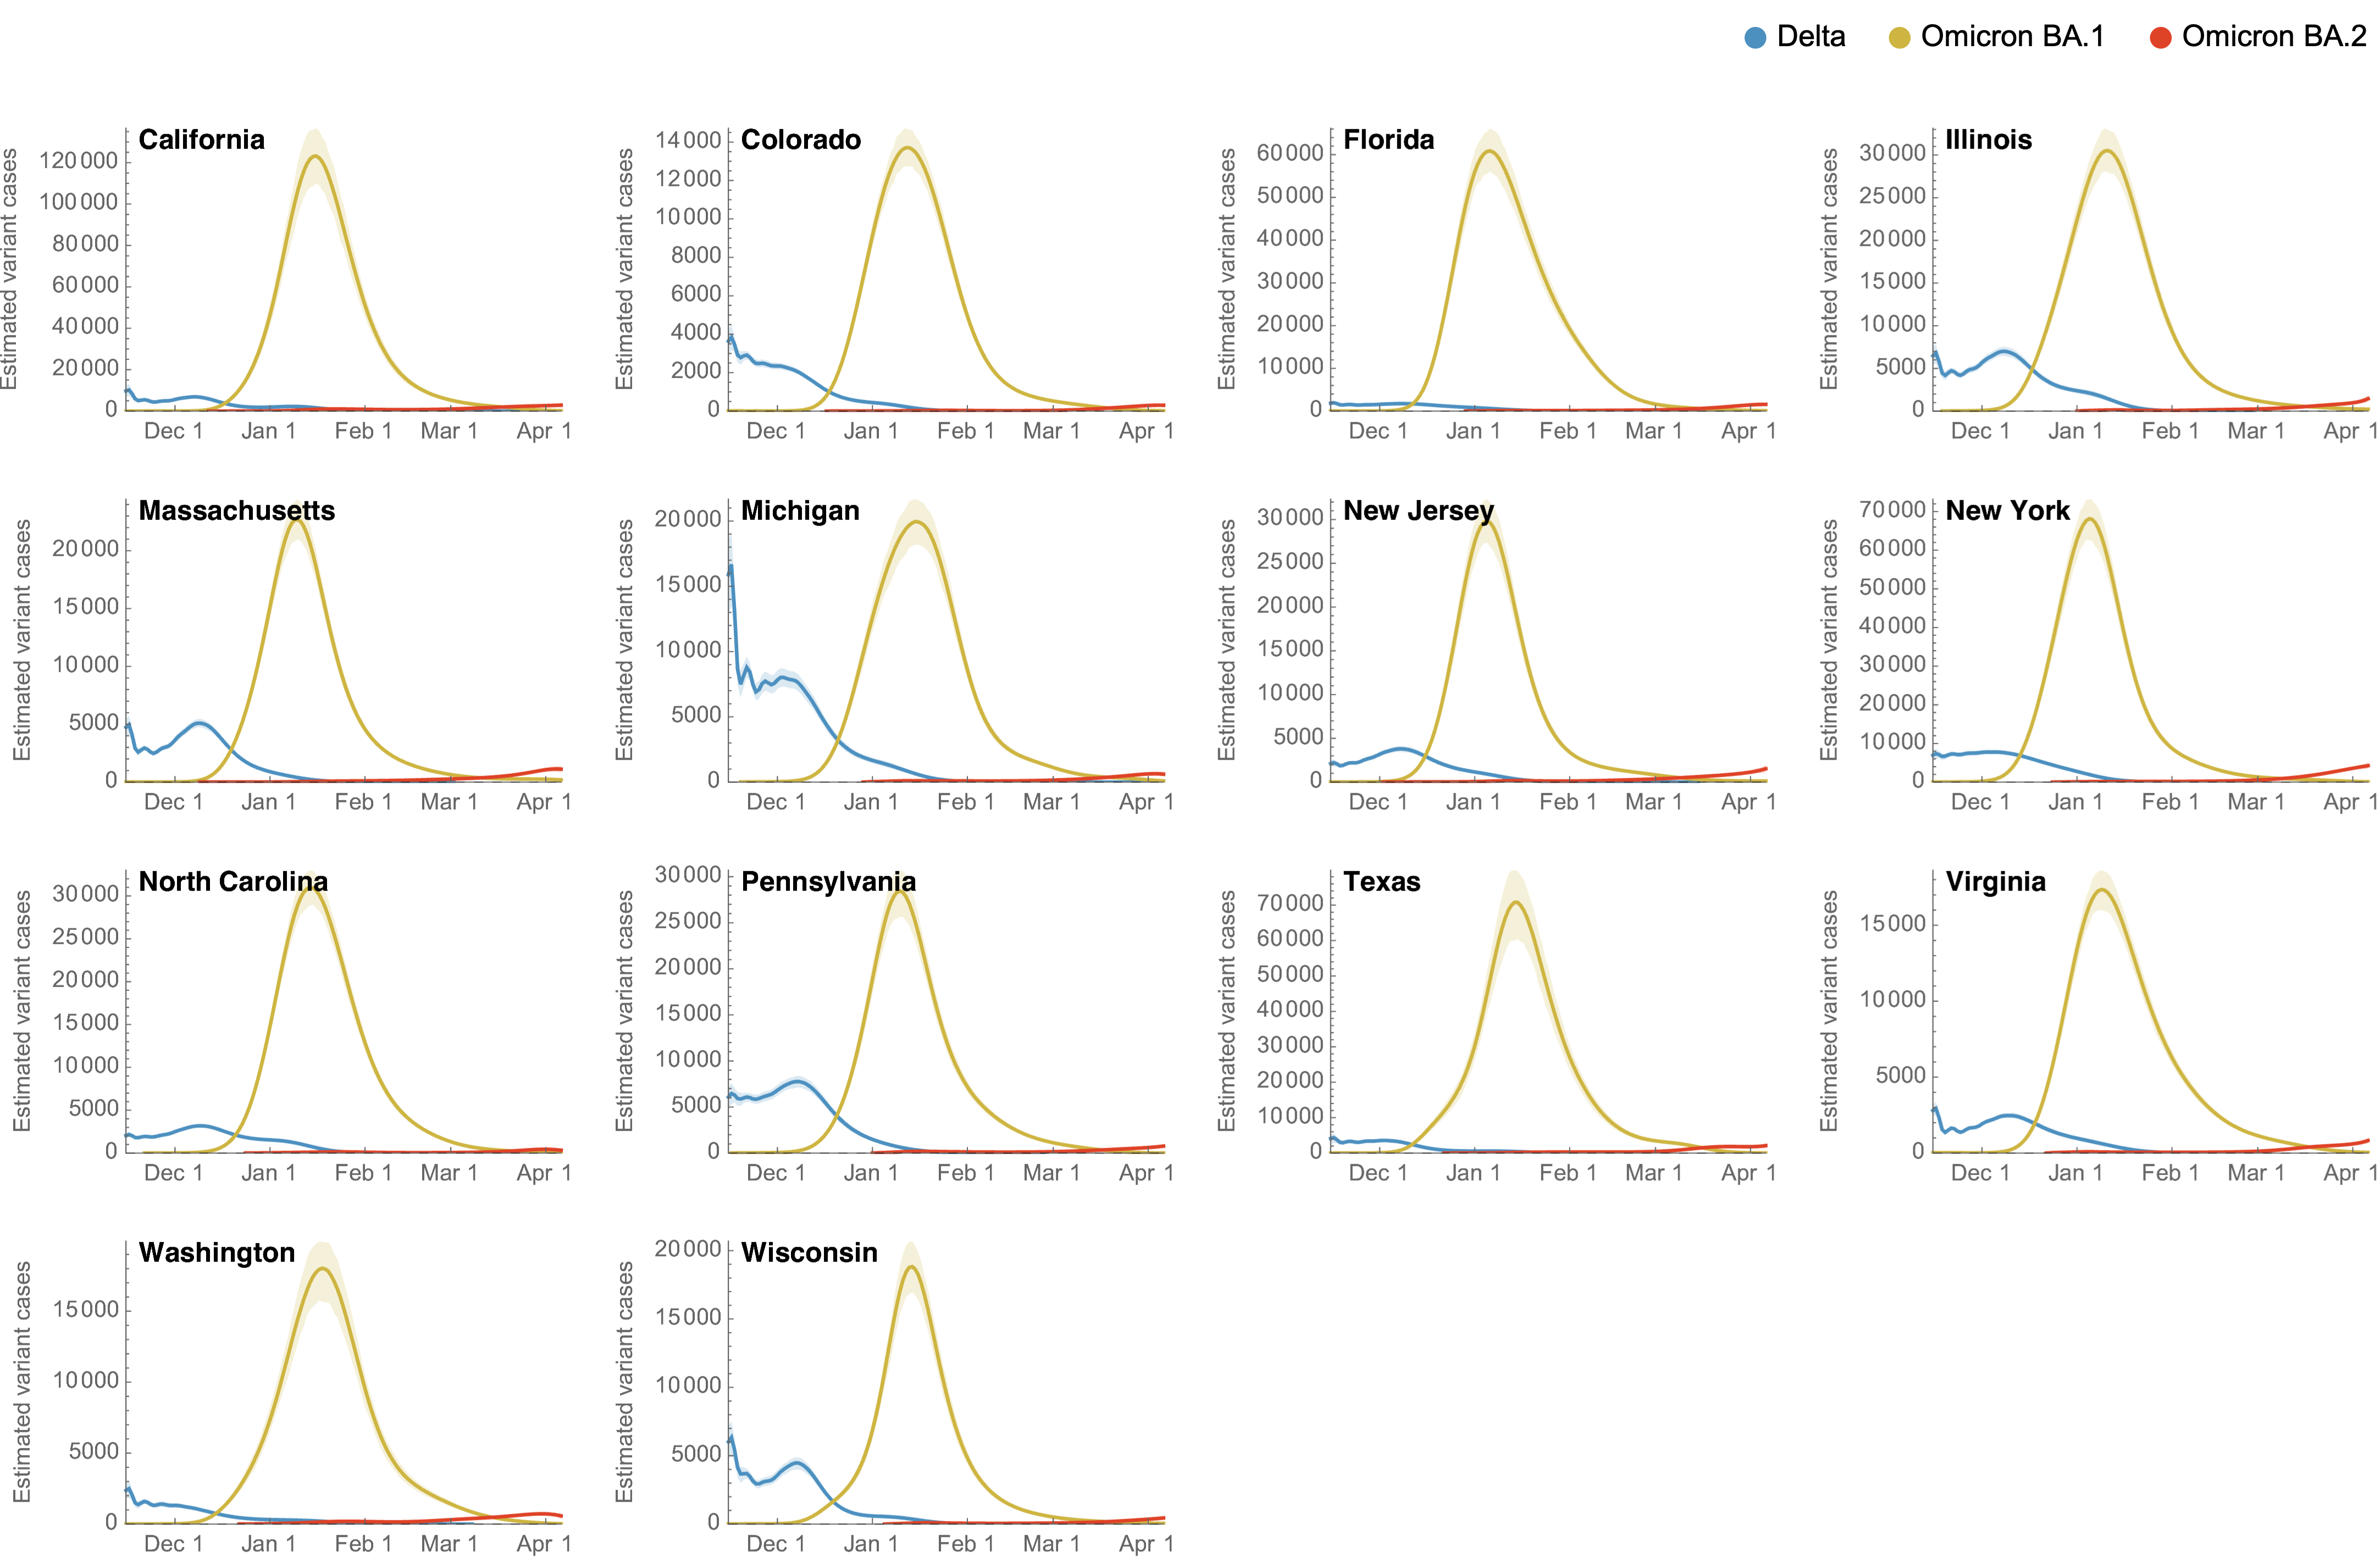 Delta Omicron BA.1 Omicron BA.2
California
Estimated variant cases
120 000
100 000
80 000
60 000
40 000
20 000
0
Dec 1 Jan 1 Feb 1 Mar 1 Apr 1
Colorado
Estimated variant cases
14 000
12 000
10 000
8000
6000
4000
2000
0
Dec 1 Jan 1 Feb 1 Mar 1 Apr 1
Florida
Estimated variant cases
60 000
50 000
40 000
30 000
20 000
10 000
0
Dec 1 Jan 1 Feb 1 Mar 1 Apr 1
Illinois
Estimated variant cases
30 000
25 000
20 000
15 000
10 000
5000
0
Dec 1 Jan 1 Feb 1 Mar 1 Apr 1
Massachusetts
Estimated variant cases
20 000
15 000
10 000
5000
0
Dec 1 Jan 1 Feb 1 Mar 1 Apr 1
Michigan
Estimated variant cases
20 000
15 000
10 000
5000
0
Dec 1 Jan 1 Feb 1 Mar 1 Apr 1
New Jersey
Estimated variant cases
30 000
25 000
20 000
15 000
10 000
5000
0
Dec 1 Jan 1 Feb 1 Mar 1 Apr 1
New York
Estimated variant cases
70 000
60 000
50 000
40 000
30 000
20 000
10 000
0
Dec 1 Jan 1 Feb 1 Mar 1 Apr 1
North Carolina
Estimated variant cases
30 000
25 000
20 000
15 000
10 000
5000
0
Dec 1 Jan 1 Feb 1 Mar 1 Apr 1
Pennsylvania
Estimated variant cases
30 000
25 000
20 000
15 000
10 000
5000
0
Dec 1 Jan 1 Feb 1 Mar 1 Apr 1
Texas
Estimated variant cases
70 000
60 000
50 000
40 000
30 000
20 000
10 000
0
Dec 1 Jan 1 Feb 1 Mar 1 Apr 1
Virginia
Estimated variant cases
15 000
10 000
5000
0
Dec 1 Jan 1 Feb 1 Mar 1 Apr 1
Washington
Estimated variant cases
15 000
10 000
5000
0
Dec 1 Jan 1 Feb 1 Mar 1 Apr 1
Wisconsin
Estimated variant cases
20 000
15 000
10 000
5000
0
Dec 1 Jan 1 Feb 1 Mar 1 Apr 1